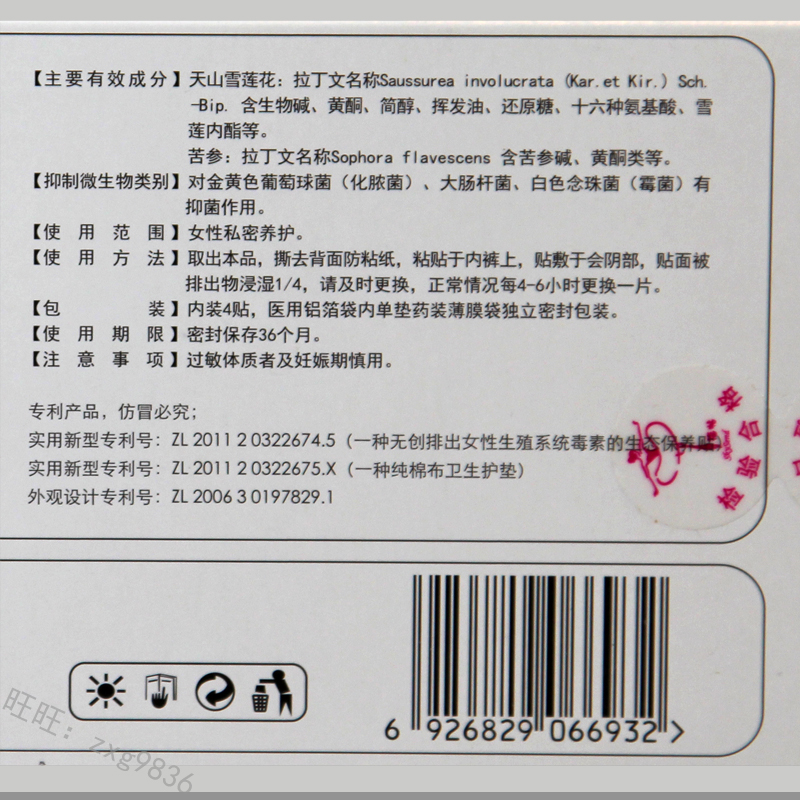 【主要有效成分】天山雪莲花：拉丁文名称Saussurea involucrata (Kar.et Kir.) Sch.
-Bip. 含生物碱、黄酮、简醇、挥发油、还原糖、十六种氨基酸、雪
莲内酯等。
苦参：拉丁文名称Sophora flavescens 含苦参碱、黄酮类等。
【抑制微生物类别】对金黄色葡萄球菌（化脓菌）、大肠杆菌、白色念珠菌（霉菌）有
抑菌作用。
【使用范围】女性私密养护。
【使用方法】取出本品，撕去背面防粘纸，粘贴于内裤上，贴敷于会阴部，贴面被
排出物浸湿1/4，请及时更换，正常情况每4-6小时更换一片。
【包装】内装4贴，医用铝箔袋内单垫药装薄膜袋独立密封包装。
【使用期限】密封保存36个月。
【注意事项】过敏体质者及妊娠期慎用。
专利产品，仿冒必究；
实用新型专利号：ZL 2011 2 0322674.5（一种无创排出女性生殖系统毒素的生态保养贴）
实用新型专利号：ZL 2011 2 0322675.X（一种纯棉布卫生护垫）
外观设计专利号：ZL 2006 3 0197829.1
检验合格
6 926829 066932 >
旺旺：zxg9836